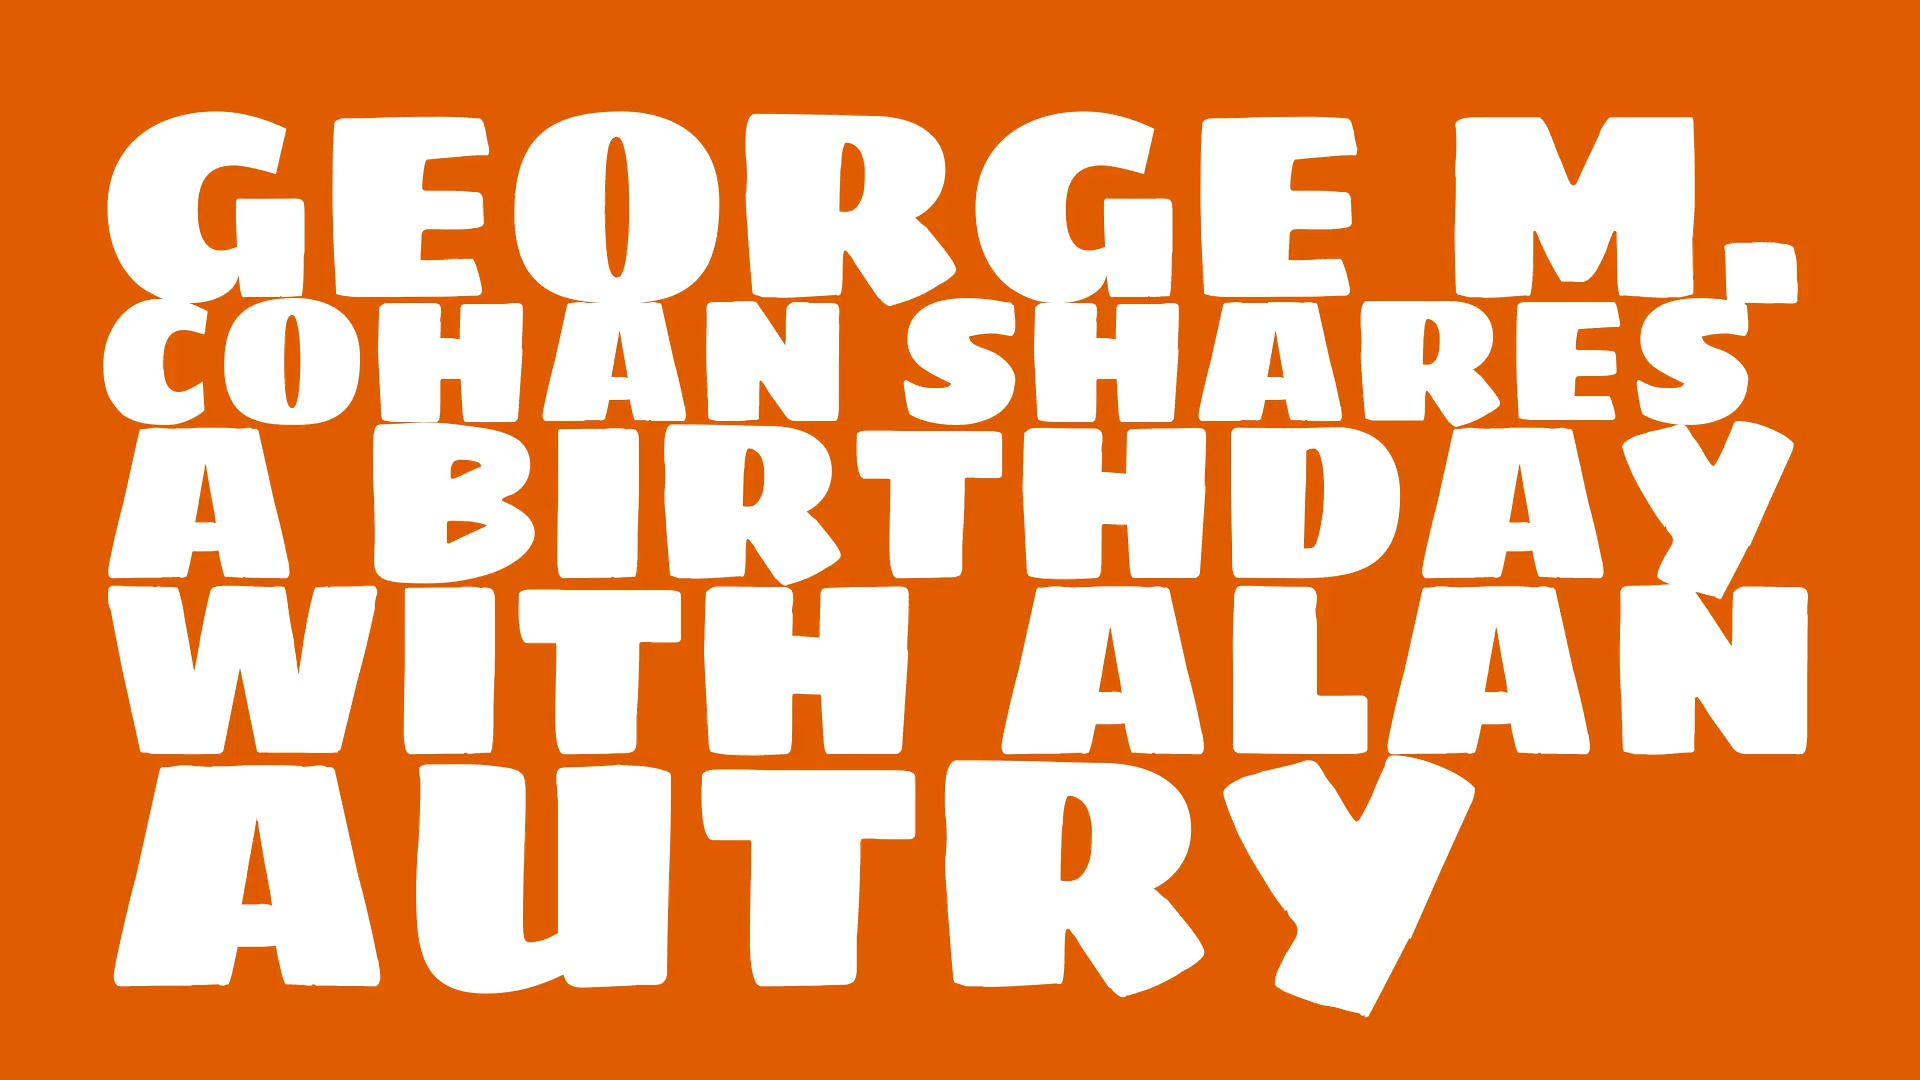 GEORGE M.
COHAN SHARES
A BIRTHDAY
WITH ALAN
AUTRY